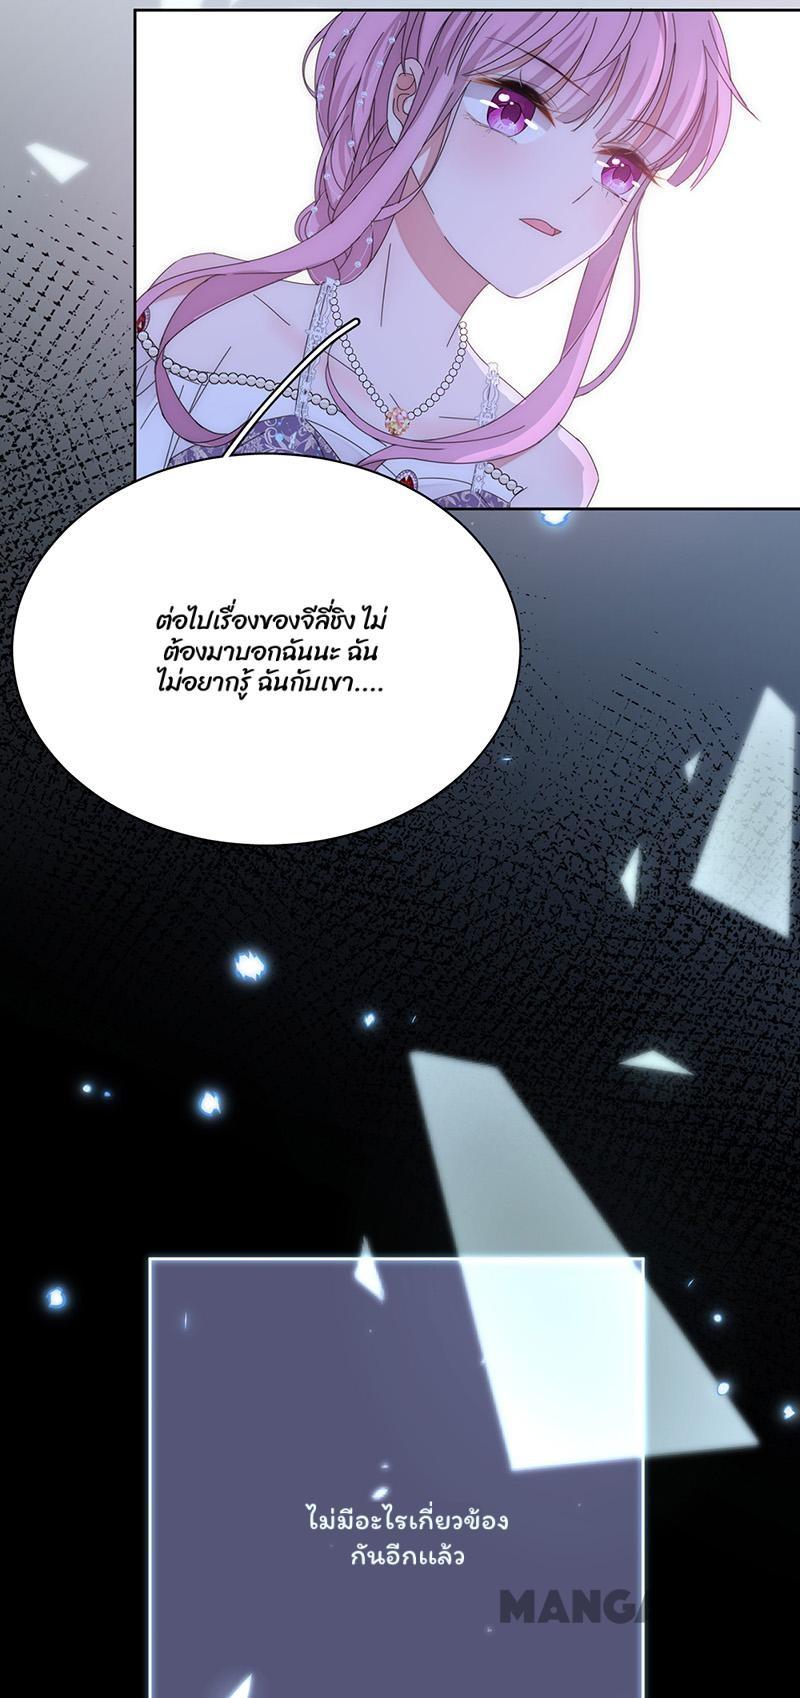 ต่อไปเรื่องของจีลี่ชิง ไม่
ต้องมาบอกฉันนะ ฉัน
ไม่อยากรู้ ฉันกับเขา....
ไม่มีอะไรเกี่ยวข้อง
กันอีกแล้ว
MANGA